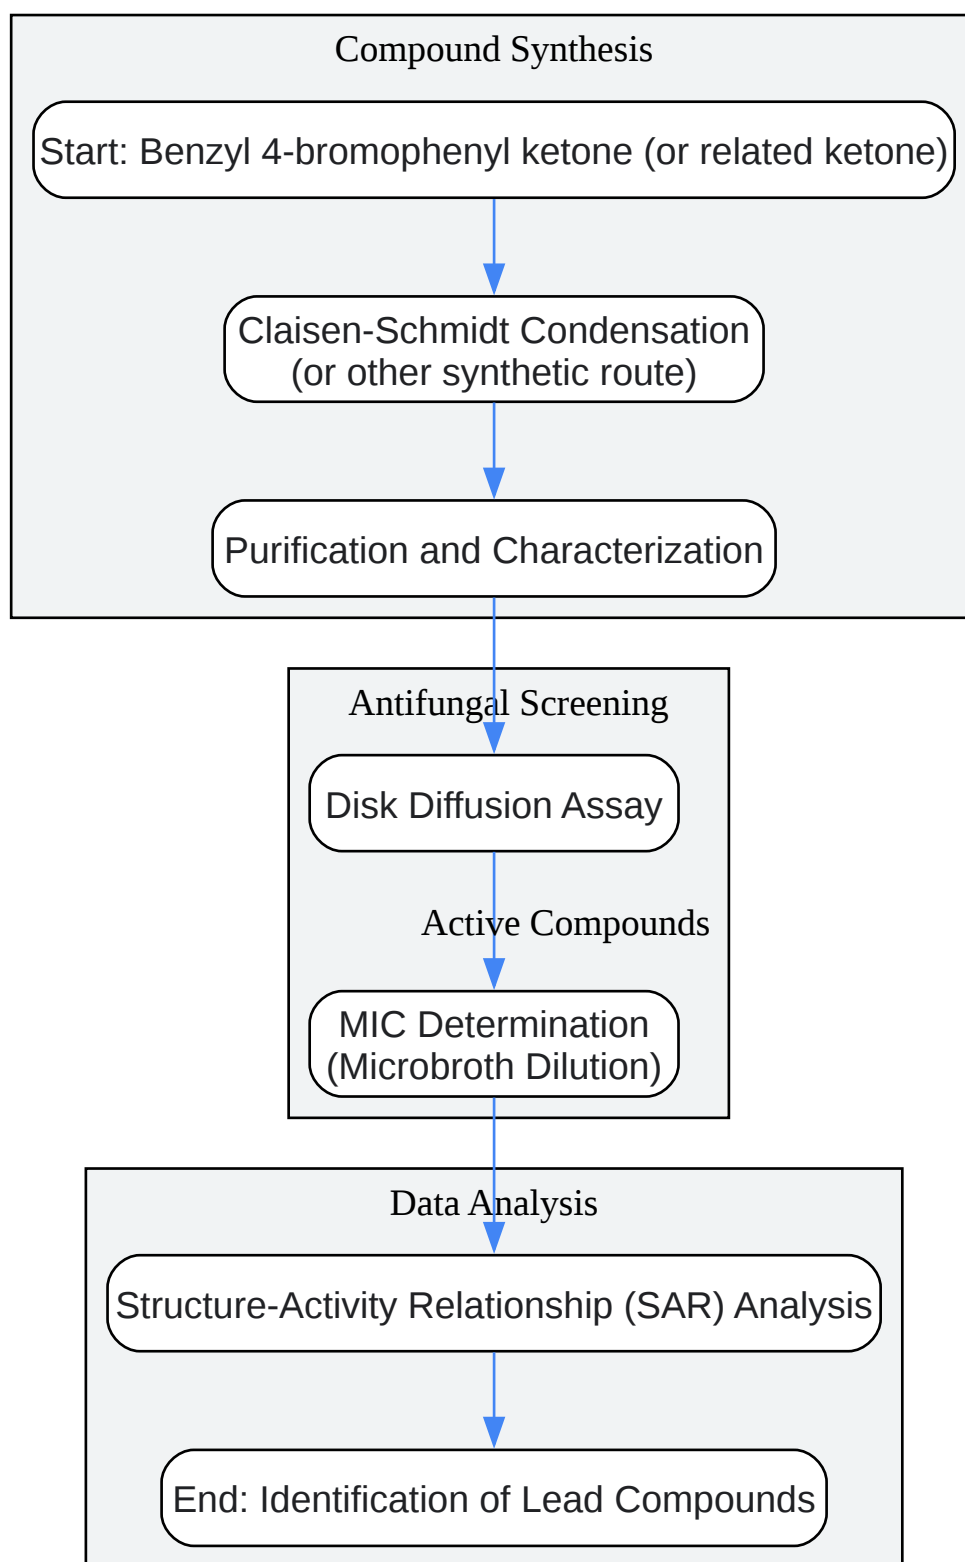 Compound Synthesis
Start: Benzyl 4-bromophenyl ketone (or related ketone)
Claisen-Schmidt Condensation
(or other synthetic route)
Purification and Characterization
Antifungal Screening
Disk Diffusion Assay
Active Compounds
MIC Determination
(Microbroth Dilution)
Data Analysis
Structure-Activity Relationship (SAR) Analysis
End: Identification of Lead Compounds